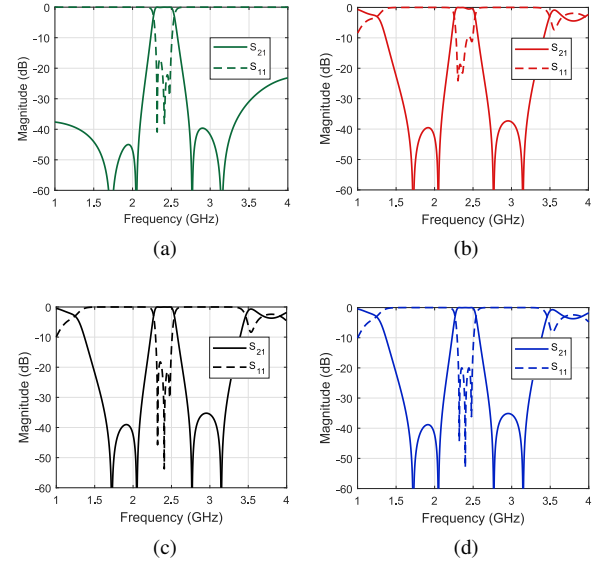 0
-10
-20
-30
-40
-50
-60
Magnitude (dB)
S21
S11
1 1.5 2 2.5 3 3.5 4
Frequency (GHz)
(a)
0
-10
-20
-30
-40
-50
-60
Magnitude (dB)
S21
S11
1 1.5 2 2.5 3 3.5 4
Frequency (GHz)
(b)
0
-10
-20
-30
-40
-50
-60
Magnitude (dB)
S21
S11
1 1.5 2 2.5 3 3.5 4
Frequency (GHz)
(c)
0
-10
-20
-30
-40
-50
-60
Magnitude (dB)
S21
S11
1 1.5 2 2.5 3 3.5 4
Frequency (GHz)
(d)